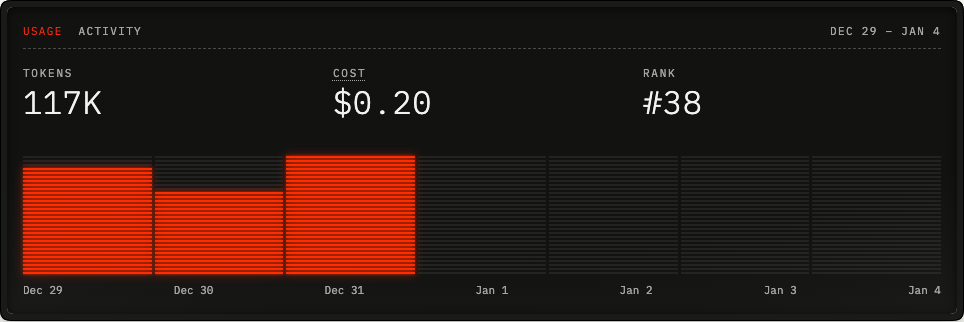 USAGE ACTIVITY DEC 29 – JAN 4
TOKENS COST RANK
117K $0.20 #38
Dec 29 Dec 30 Dec 31 Jan 1 Jan 2 Jan 3 Jan 4